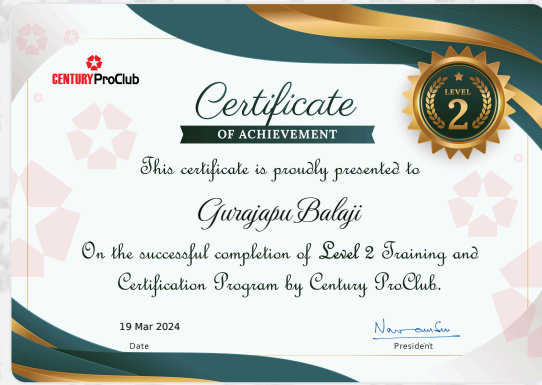 CENTURY ProClub
Certificate
OF ACHIEVEMENT
LEVEL
2
This certificate is proudly presented to
Gurajapu Balaji
On the successful completion of Level 2 Training and
Certification Program by Century ProClub.
19 Mar 2024
Date
President